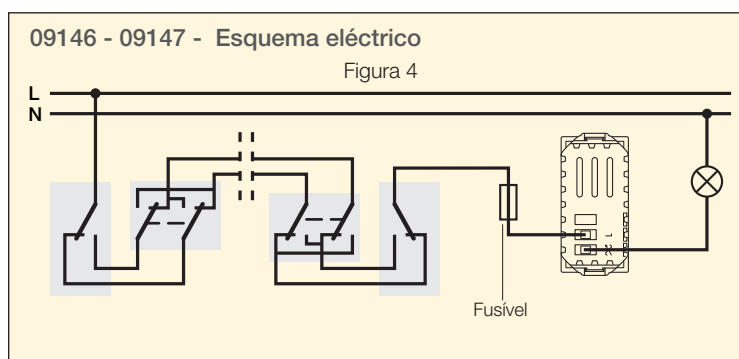 09146 - 09147 - Esquema eléctrico
Figura 4
L
N
L
Fusível